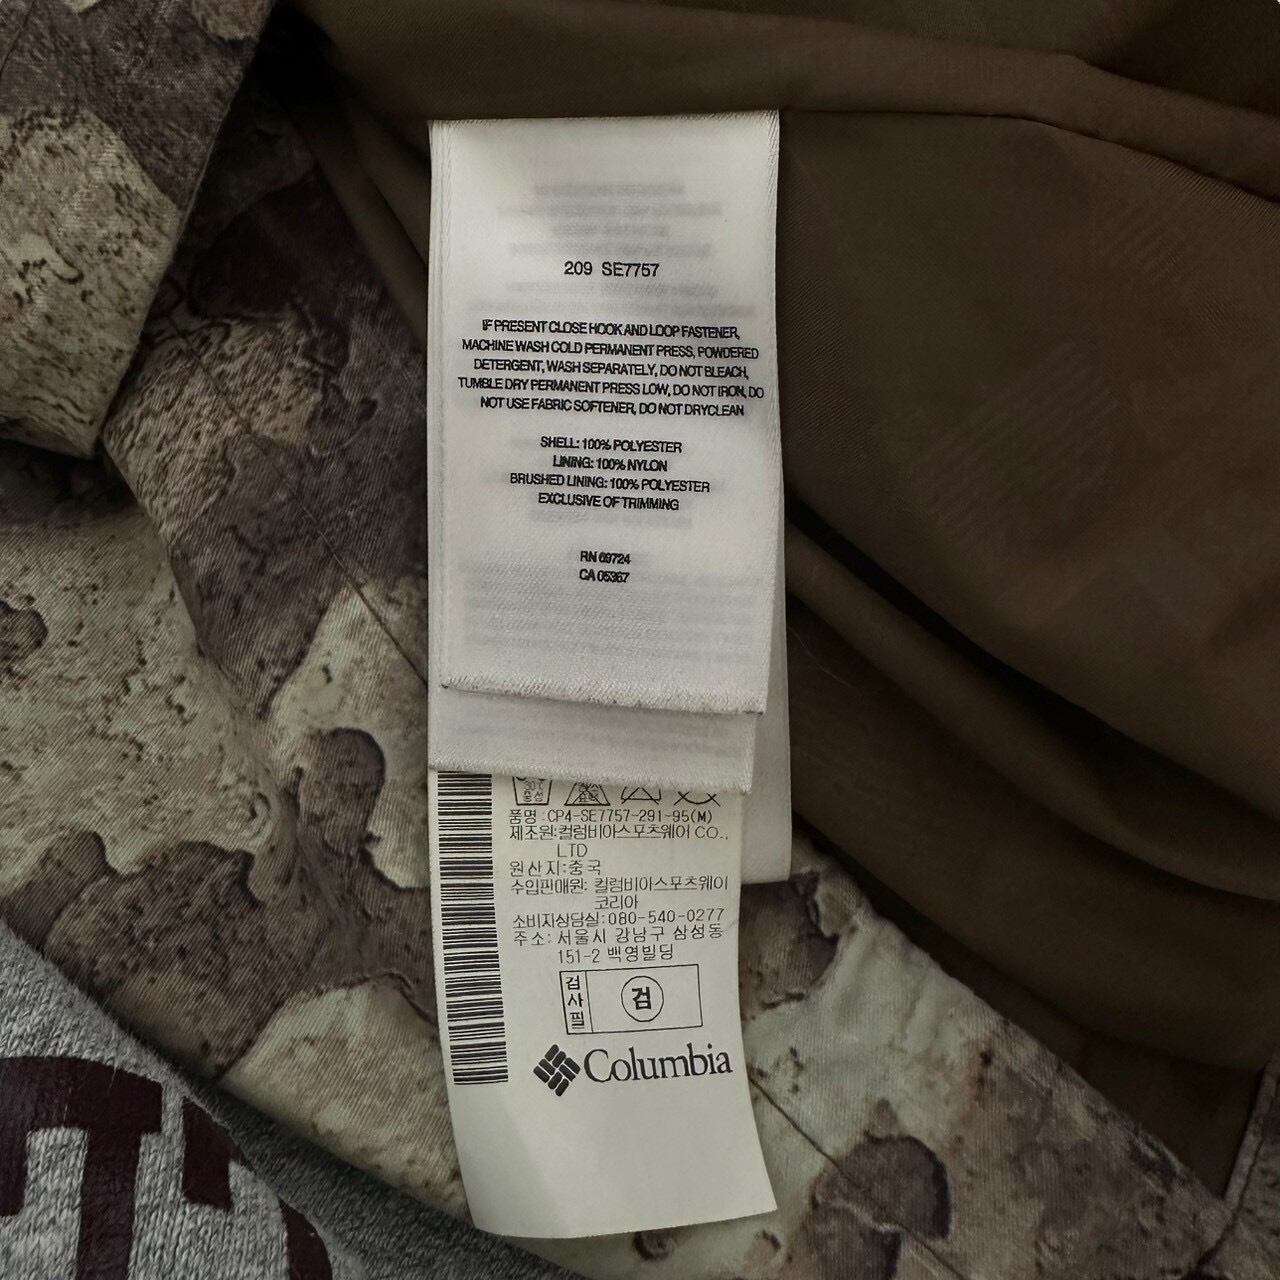 209 SE7757
IF PRESENT CLOSE HOOK AND LOOP FASTENER,
MACHINE WASH COLD PERMANENT PRESS, POWDERED
DETERGENT, WASH SEPARATELY, DO NOT BLEACH,
TUMBLE DRY PERMANENT PRESS LOW, DO NOT IRON, DO
NOT USE FABRIC SOFTENER, DO NOT DRYCLEAN
SHELL: 100% POLYESTER
LINING: 100% NYLON
BRUSHED LINING: 100% POLYESTER
EXCLUSIVE OF TRIMMING
RN 69724
CA 05367
품명 : CP4-SE7757-291-95(M)
제조원:컬럼비아스포츠웨어 CO.,
LTD
원산지:중국
수입판매원: 컬럼비아스포츠웨어
코리아
소비자상담실: 080-540-0277
주소: 서울시 강남구 삼성동
151-2 백영빌딩
검사필
검
Columbia